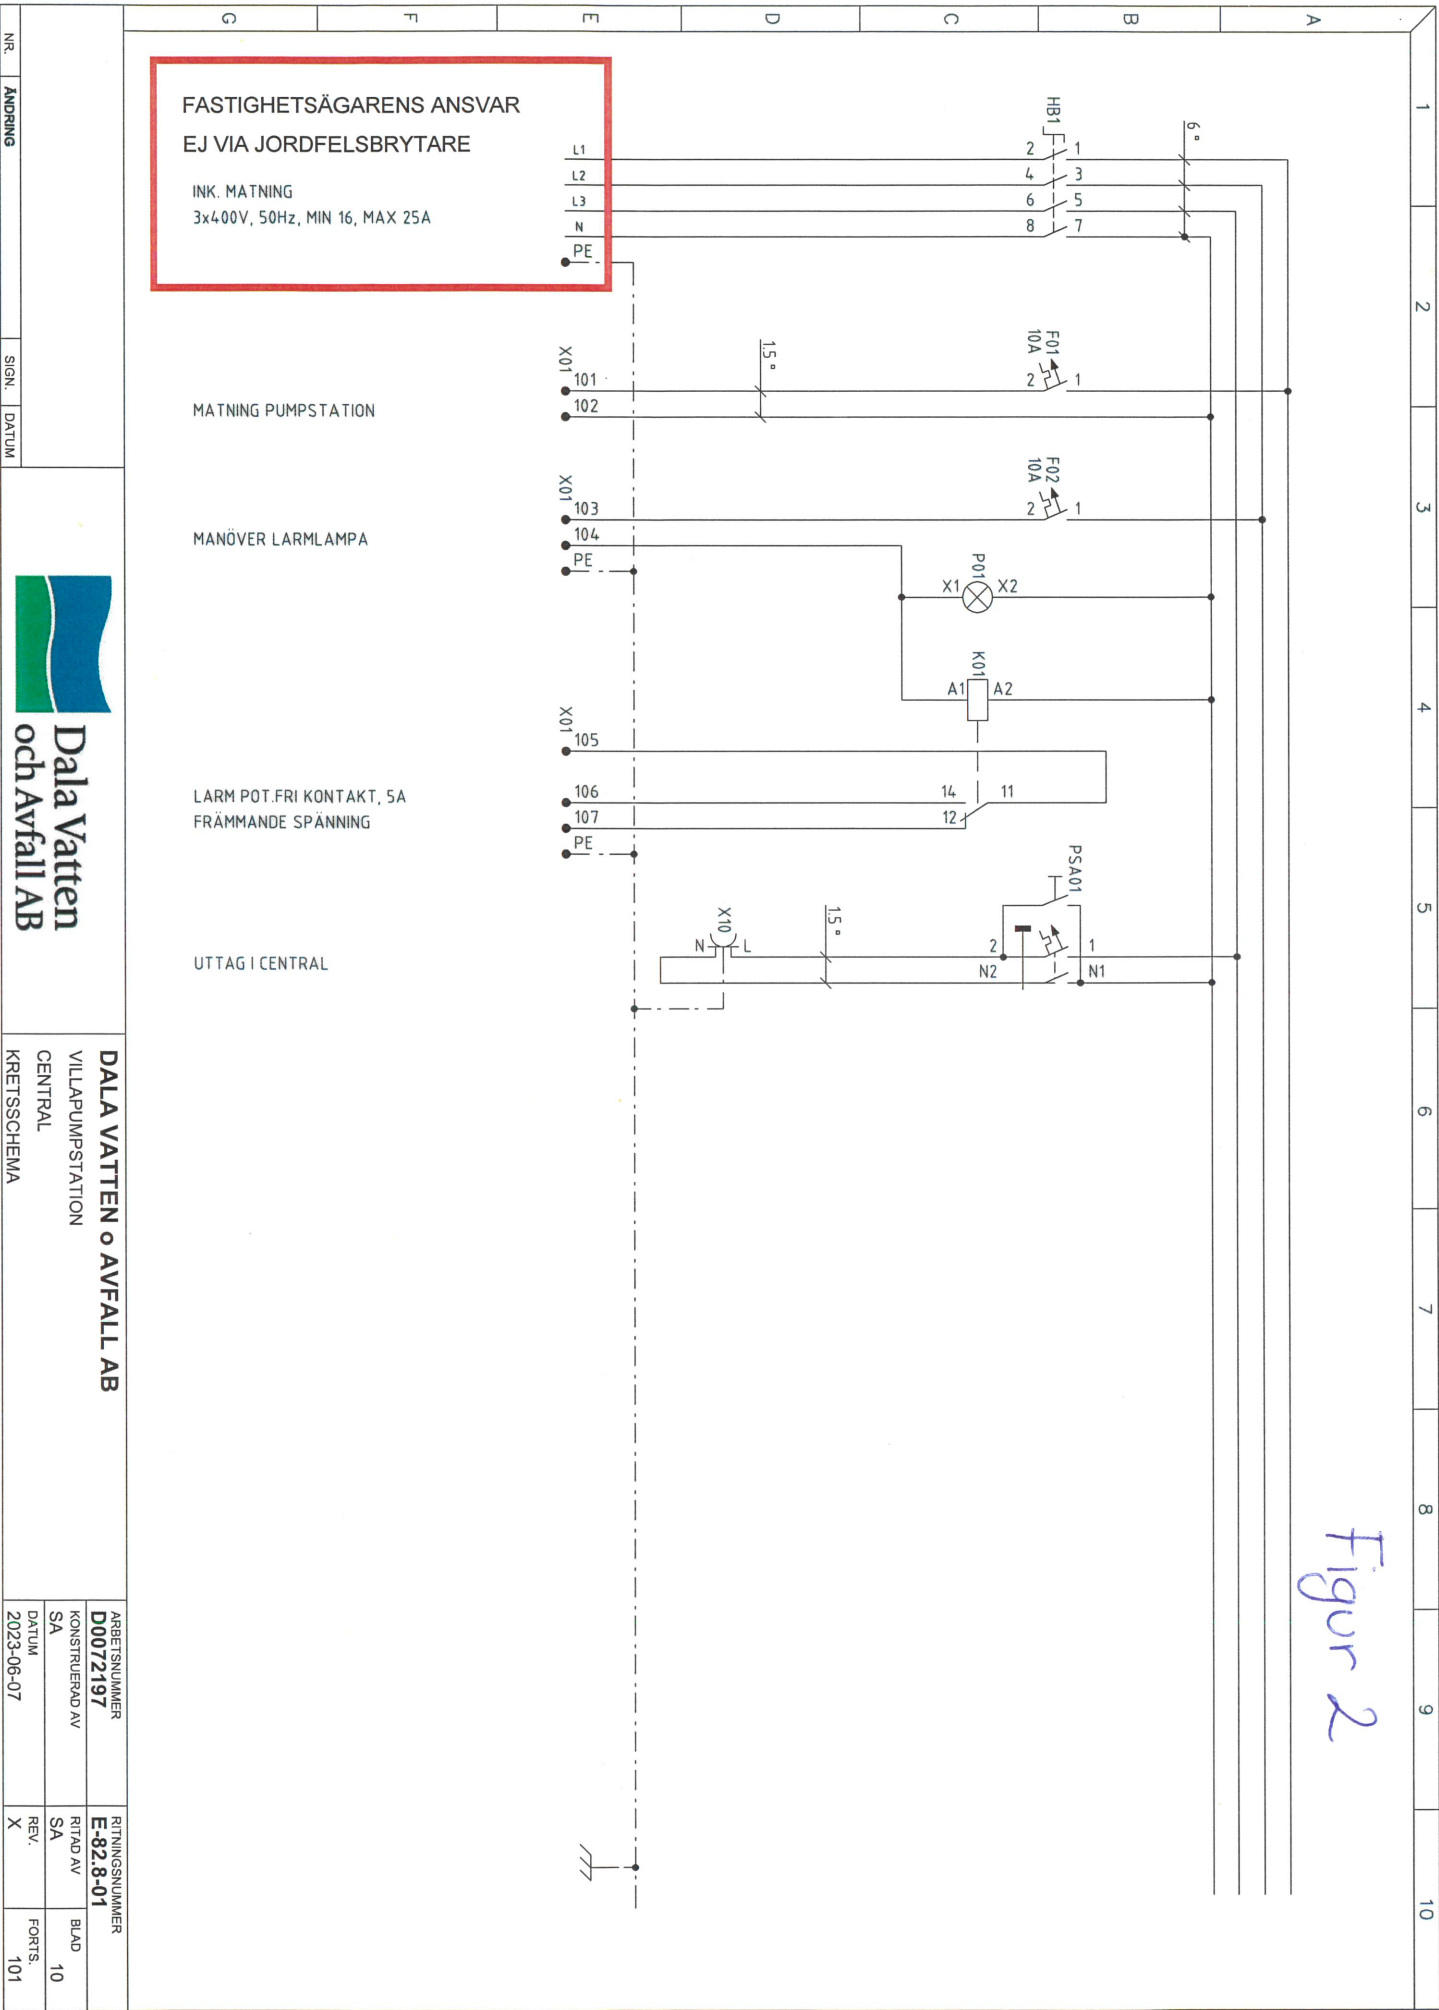 1
2
3
4
5
6
7
8
9
10
A
B
C
D
E
F
G
Figur 2
FASTIGHETSÄGARENS ANSVAR
EJ VIA JORDFELSBRYTARE
INK. MATNING
3x400V, 50Hz, MIN 16, MAX 25A
L1
L2
L3
N
PE
HB1
2 1
4 3
6 5
8 7
6 ¤
MATNING PUMPSTATION
X01
101
102
1.5 ¤
F01
10A
2 1
MANÖVER LARMLAMPA
X01
103
104
PE
F02
10A
2 1
P01
X1 X2
K01
A1 A2
LARM POT.FRI KONTAKT, 5A
FRÄMMANDE SPÄNNING
X01
105
106
107
PE
14 11
12
UTTAG I CENTRAL
X10
N L
1.5 ¤
PSA01
2 1
N2 N1
NR.
ÄNDRING
SIGN.
DATUM
Dala Vatten
och Avfall AB
DALA VATTEN o AVFALL AB
VILLAPUMPSTATION
CENTRAL
KRETSSCHEMA
ARBETSNUMMER
D0072197
RITNINGSNUMMER
E-82.8-01
KONSTRUERAD AV
SA
RITAD AV
SA
BLAD
10
DATUM
2023-06-07
REV.
X
FORTS.
101